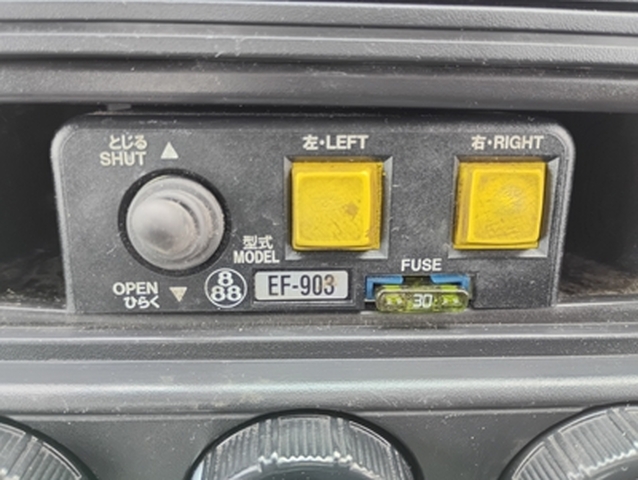 とじる
SHUT ▲
左・LEFT
右・RIGHT
型式
MODEL
OPEN ▼
ひらく
8
88
EF-903
FUSE
30